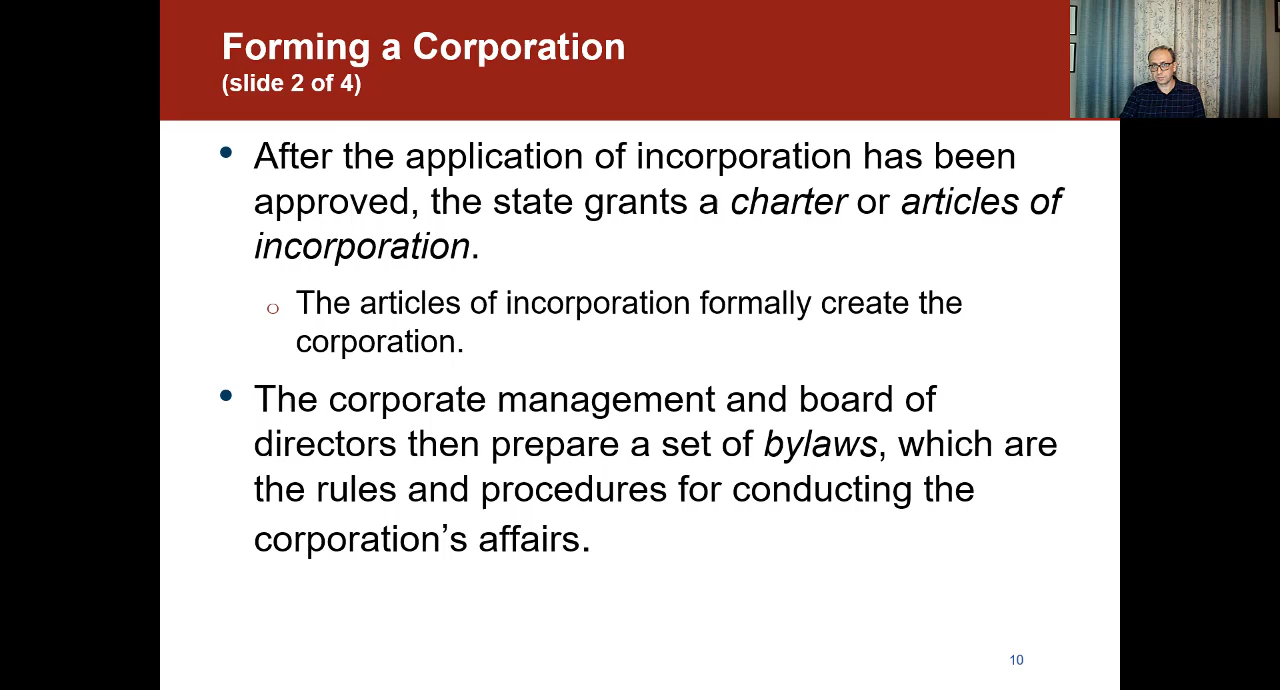 Forming a Corporation
(slide 2 of 4)
• After the application of incorporation has been
approved, the state grants a charter or articles of
incorporation.
o The articles of incorporation formally create the
corporation.
• The corporate management and board of
directors then prepare a set of bylaws, which are
the rules and procedures for conducting the
corporation’s affairs.
10